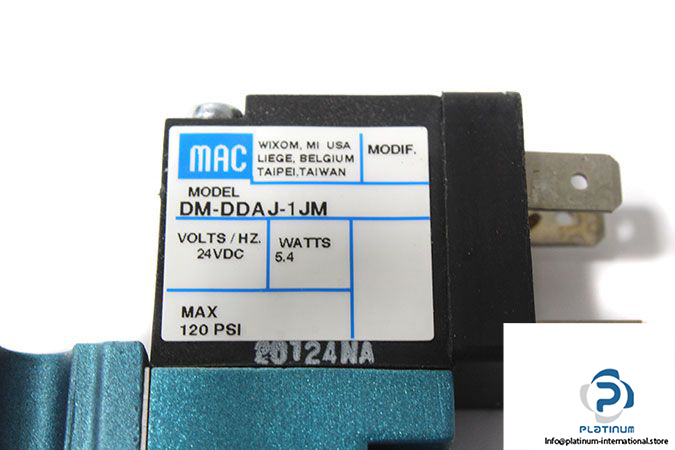 MAC
WIXOM, MI USA
LIEGE, BELGIUM
TAIPEI, TAIWAN
MODIF.
MODEL
DM-DDAJ-1JM
VOLTS / HZ.
24VDC
WATTS
5.4
MAX
120 PSI
20124NA
PLATINUM
Info@platinum-international.store